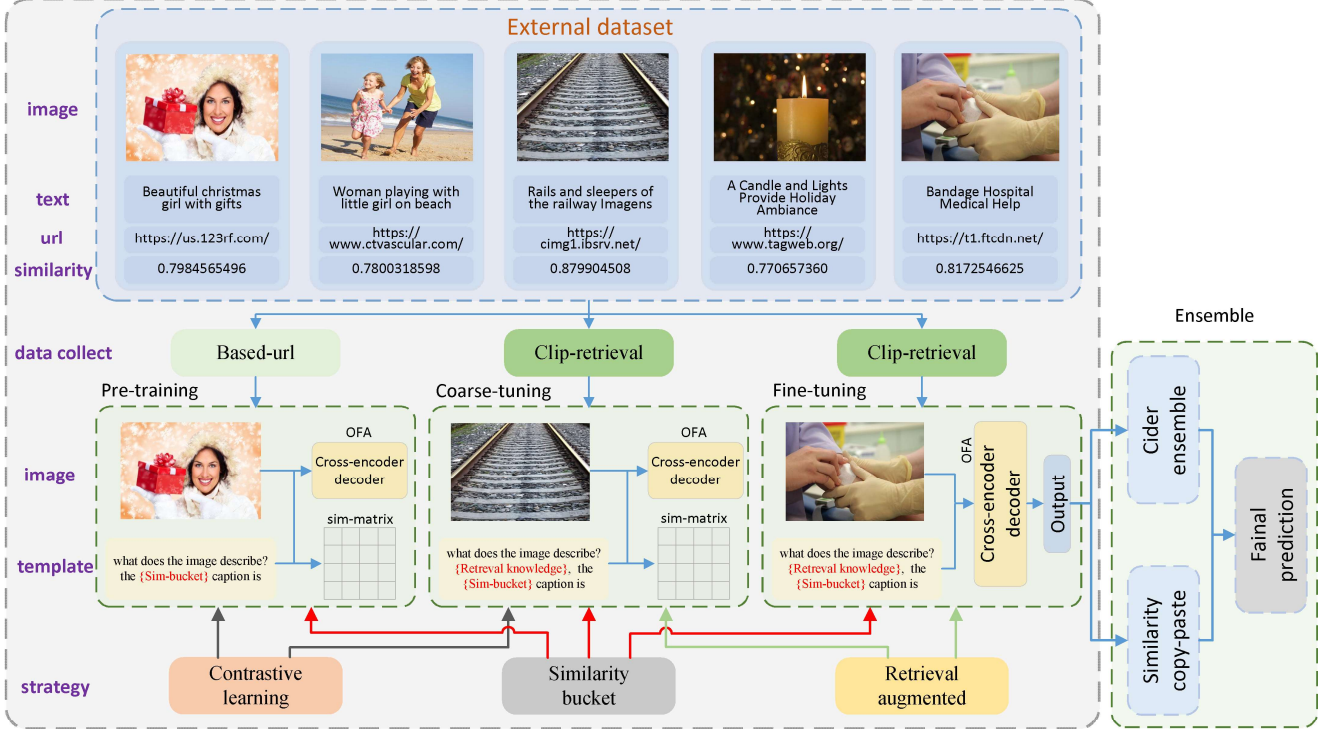 External dataset
image
text
Beautiful christmas
girl with gifts
Woman playing with
little girl on beach
Rails and sleepers of
the railway Imagens
A Candle and Lights
Provide Holiday
Ambiance
Bandage Hospital
Medical Help
url
https://us.123rf.com/
https://
www.ctvascular.com/
https://
cimg1.ibsrv.net/
https://
www.tagweb.org/
https://t1.ftcdn.net/
similarity
0.7984565496
0.7800318598
0.879904508
0.770657360
0.8172546625
data collect
Based-url
Clip-retrieval
Clip-retrieval
Pre-training
Coarse-tuning
Fine-tuning
image
OFA
Cross-encoder
decoder
sim-matrix
OFA
Cross-encoder
decoder
sim-matrix
OFA
Cross-encoder
decoder
Output
template
what does the image describe?
the {Sim-bucket} caption is
what does the image describe?
{Retreval knowledge}, the
{Sim-bucket} caption is
what does the image describe?
{Retreval knowledge}, the
{Sim-bucket} caption is
strategy
Contrastive
learning
Similarity
bucket
Retrieval
augmented
Ensemble
Cider
ensemble
Similarity
copy-paste
Fainal
prediction